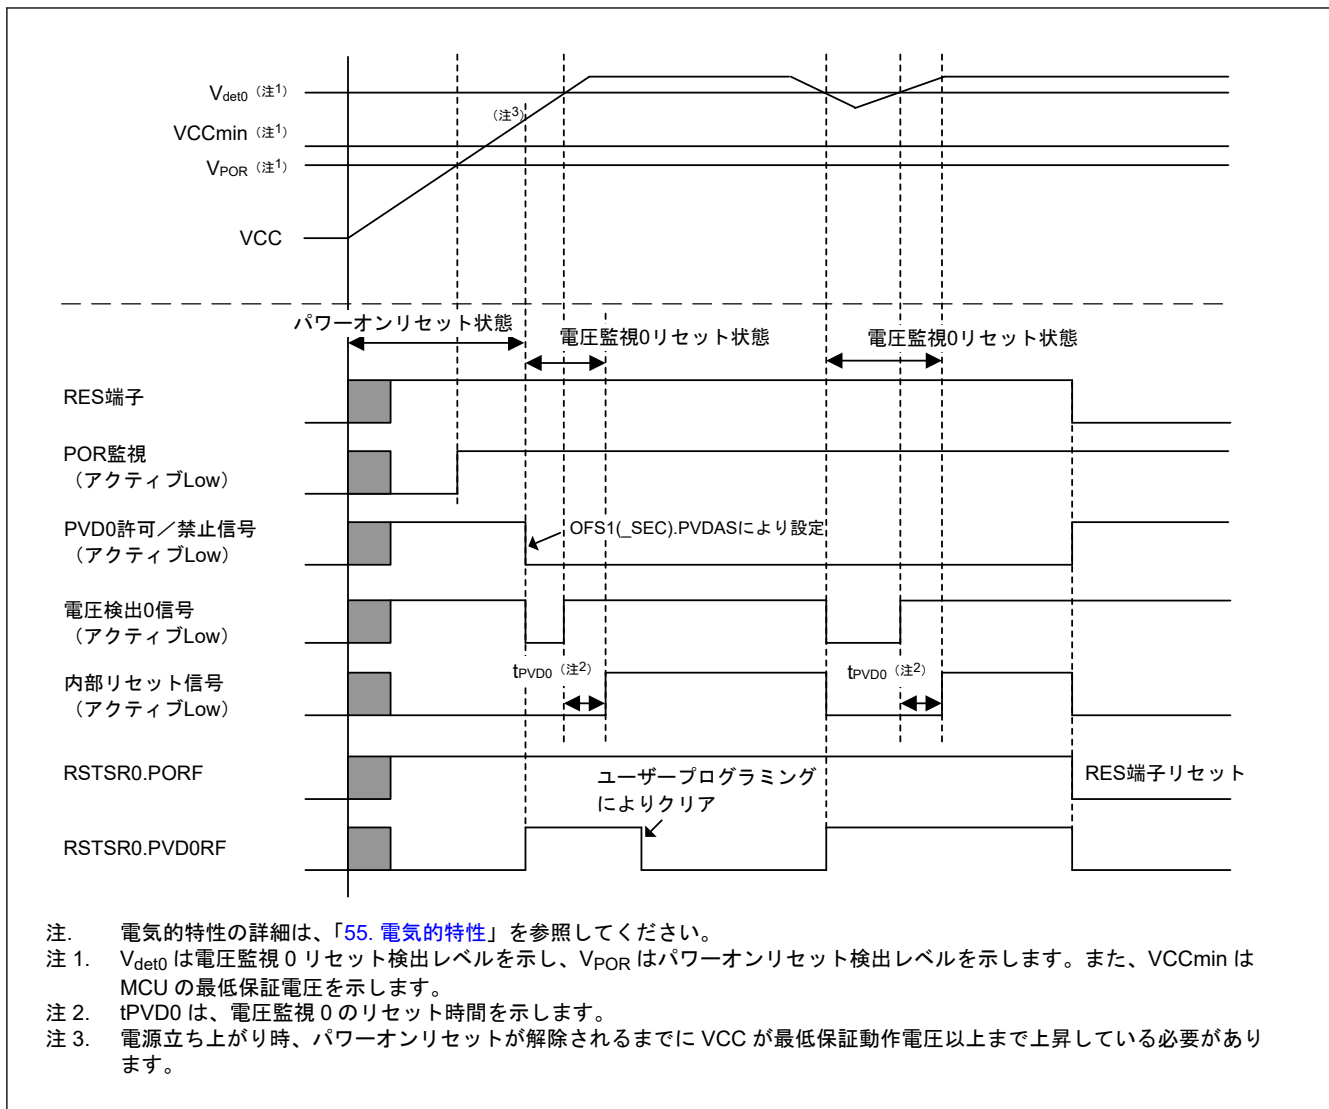 Vdet0（注1）
（注3）
VCCmin（注1）
VPOR（注1）
VCC
パワーオンリセット状態
電圧監視0リセット状態
電圧監視0リセット状態
RES端子
POR監視
（アクティブLow）
PVD0許可／禁止信号
（アクティブLow）
OFS1(_SEC).PVDASにより設定
電圧検出0信号
（アクティブLow）
tPVD0（注2）
tPVD0（注2）
内部リセット信号
（アクティブLow）
RSTSR0.PORF
ユーザープログラミング
によりクリア
RES端子リセット
RSTSR0.PVD0RF
注. 電気的特性の詳細は、「55. 電気的特性」を参照してください。
注 1. Vdet0 は電圧監視 0 リセット検出レベルを示し、VPOR はパワーオンリセット検出レベルを示します。また、VCCmin は
MCU の最低保証電圧を示します。
注 2. tPVD0 は、電圧監視 0 のリセット時間を示します。
注 3. 電源立ち上がり時、パワーオンリセットが解除されるまでに VCC が最低保証動作電圧以上まで上昇している必要があり
ます。